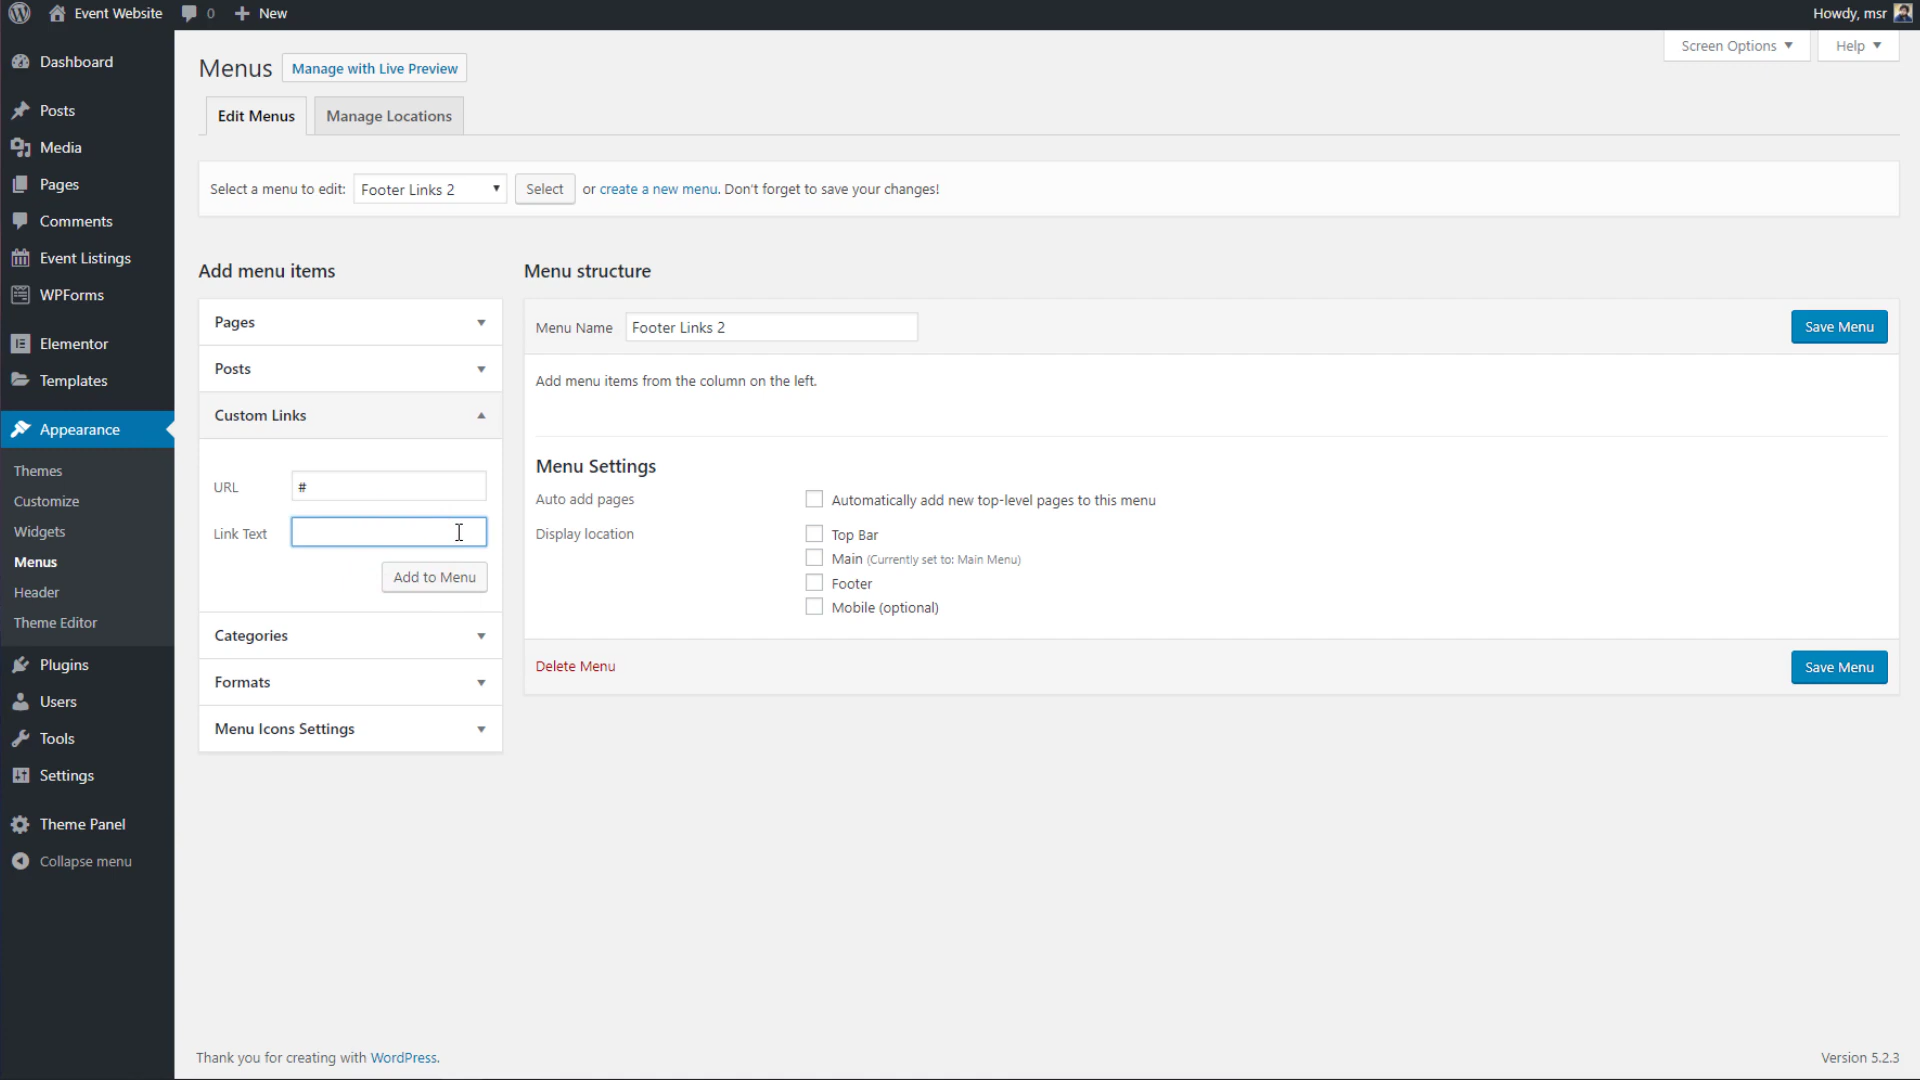 Event Website
0
New
Howdy, msr
Dashboard
Posts
Media
Pages
Comments
Event Listings
WPForms
Elementor
Templates
Appearance
Themes
Customize
Widgets
Menus
Header
Theme Editor
Plugins
Users
Tools
Settings
Theme Panel
Collapse menu
Screen Options
Help
Menus
Manage with Live Preview
Edit Menus
Manage Locations
Select a menu to edit: Footer Links 2 Select or create a new menu. Don't forget to save your changes!
Add menu items
Pages
Posts
Custom Links
URL #
Link Text
Add to Menu
Categories
Formats
Menu Icons Settings
Menu structure
Menu Name Footer Links 2
Save Menu
Add menu items from the column on the left.
Menu Settings
Auto add pages
Automatically add new top-level pages to this menu
Display location
Top Bar
Main (Currently set to: Main Menu)
Footer
Mobile (optional)
Delete Menu
Save Menu
Thank you for creating with WordPress.
Version 5.2.3